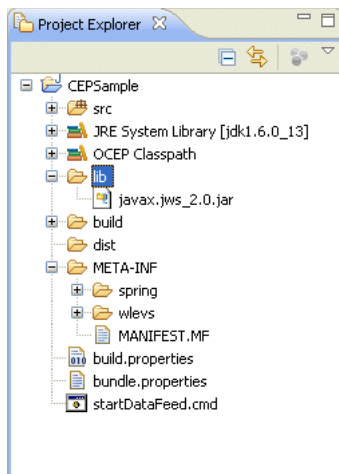 Project Explorer
CEPSample
src
JRE System Library [jdk1.6.0_13]
OCEP Classpath
lib
javax.jws_2.0.jar
build
dist
META-INF
spring
wlevs
MANIFEST.MF
build.properties
bundle.properties
startDataFeed.cmd